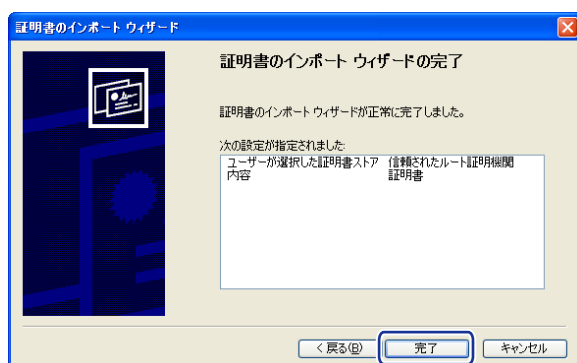 証明書のインポート ウィザード
証明書のインポート ウィザードの完了
証明書のインポート ウィザードが正常に完了しました。
次の設定が指定されました:
ユーザーが選択した証明書ストア 信頼されたルート証明機関
内容 証明書
< 戻る(B) 完了 キャンセル